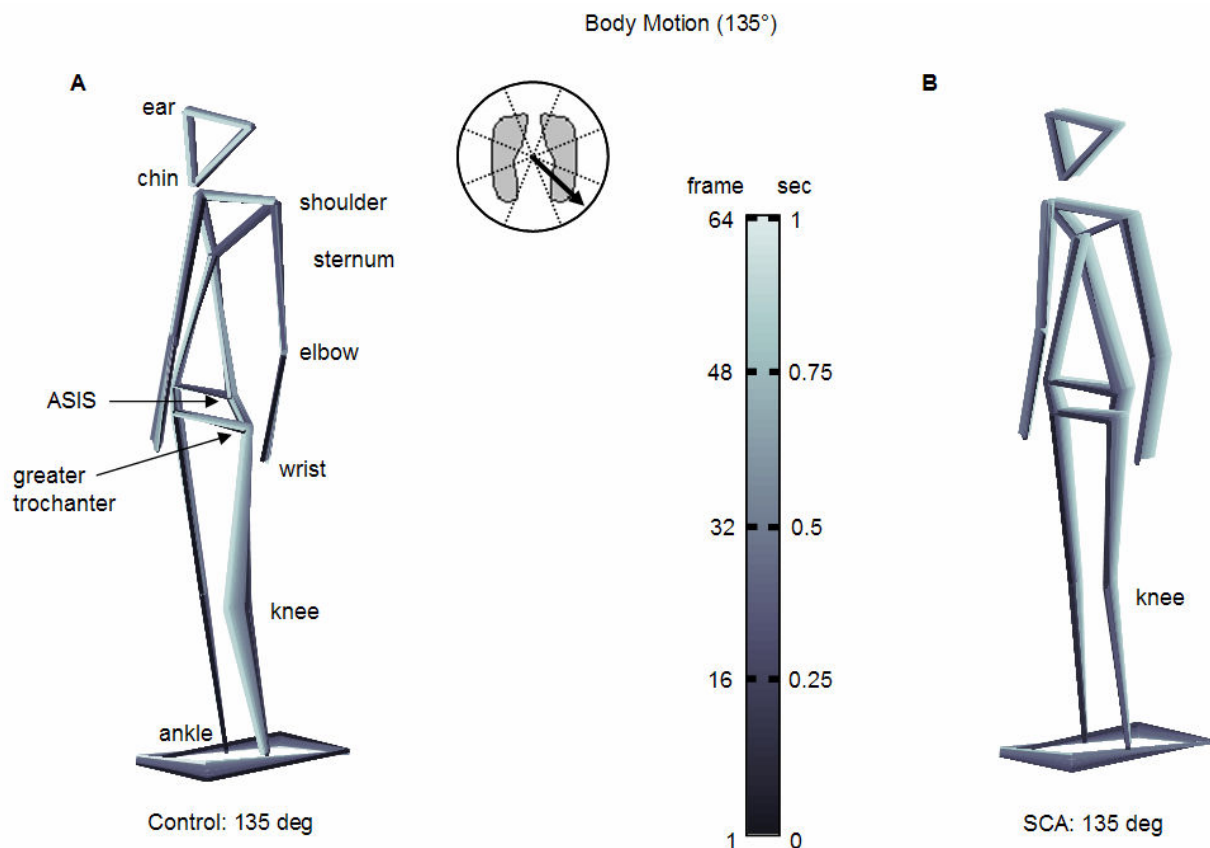 Body Motion (135°)
A
ear
chin
shoulder
sternum
elbow
ASIS
greater
trochanter
wrist
knee
ankle
Control: 135 deg
frame sec
64 1
48 0.75
32 0.5
16 0.25
1 0
B
knee
SCA: 135 deg